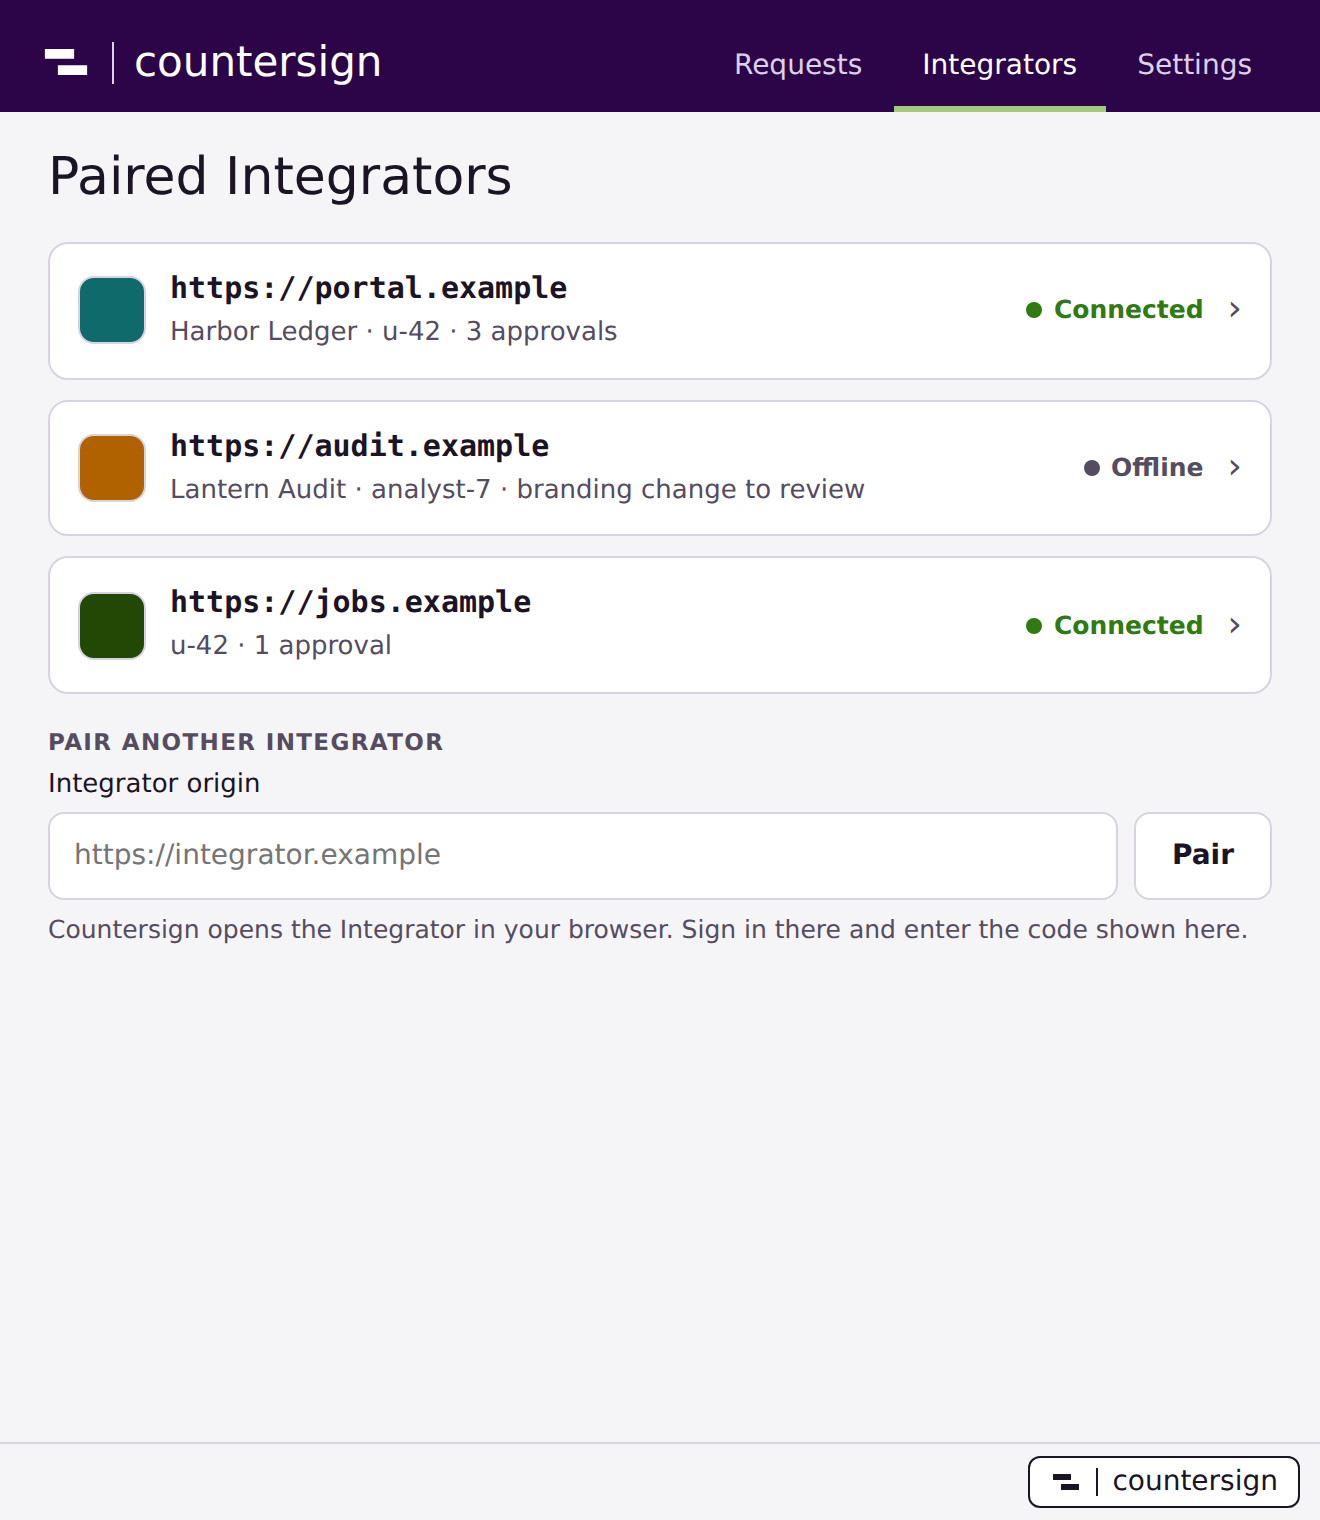 countersign
Requests Integrators Settings
Paired Integrators
https://portal.example
Harbor Ledger · u-42 · 3 approvals
Connected ›
https://audit.example
Lantern Audit · analyst-7 · branding change to review
Offline ›
https://jobs.example
u-42 · 1 approval
Connected ›
PAIR ANOTHER INTEGRATOR
Integrator origin
https://integrator.example
Pair
Countersign opens the Integrator in your browser. Sign in there and enter the code shown here.
countersign